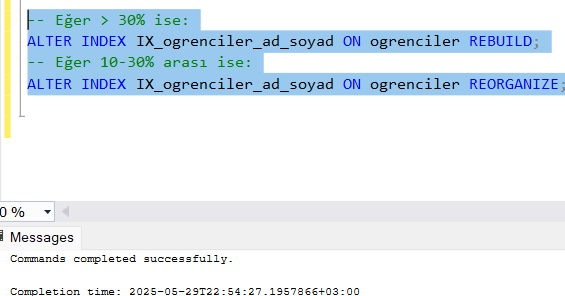 -- Eğer > 30% ise:
ALTER INDEX IX_ogrenciler_ad_soyad ON ogrenciler REBUILD;
-- Eğer 10-30% arası ise:
ALTER INDEX IX_ogrenciler_ad_soyad ON ogrenciler REORGANIZE;
0 %
Messages
Commands completed successfully.
Completion time: 2025-05-29T22:54:27.1957866+03:00